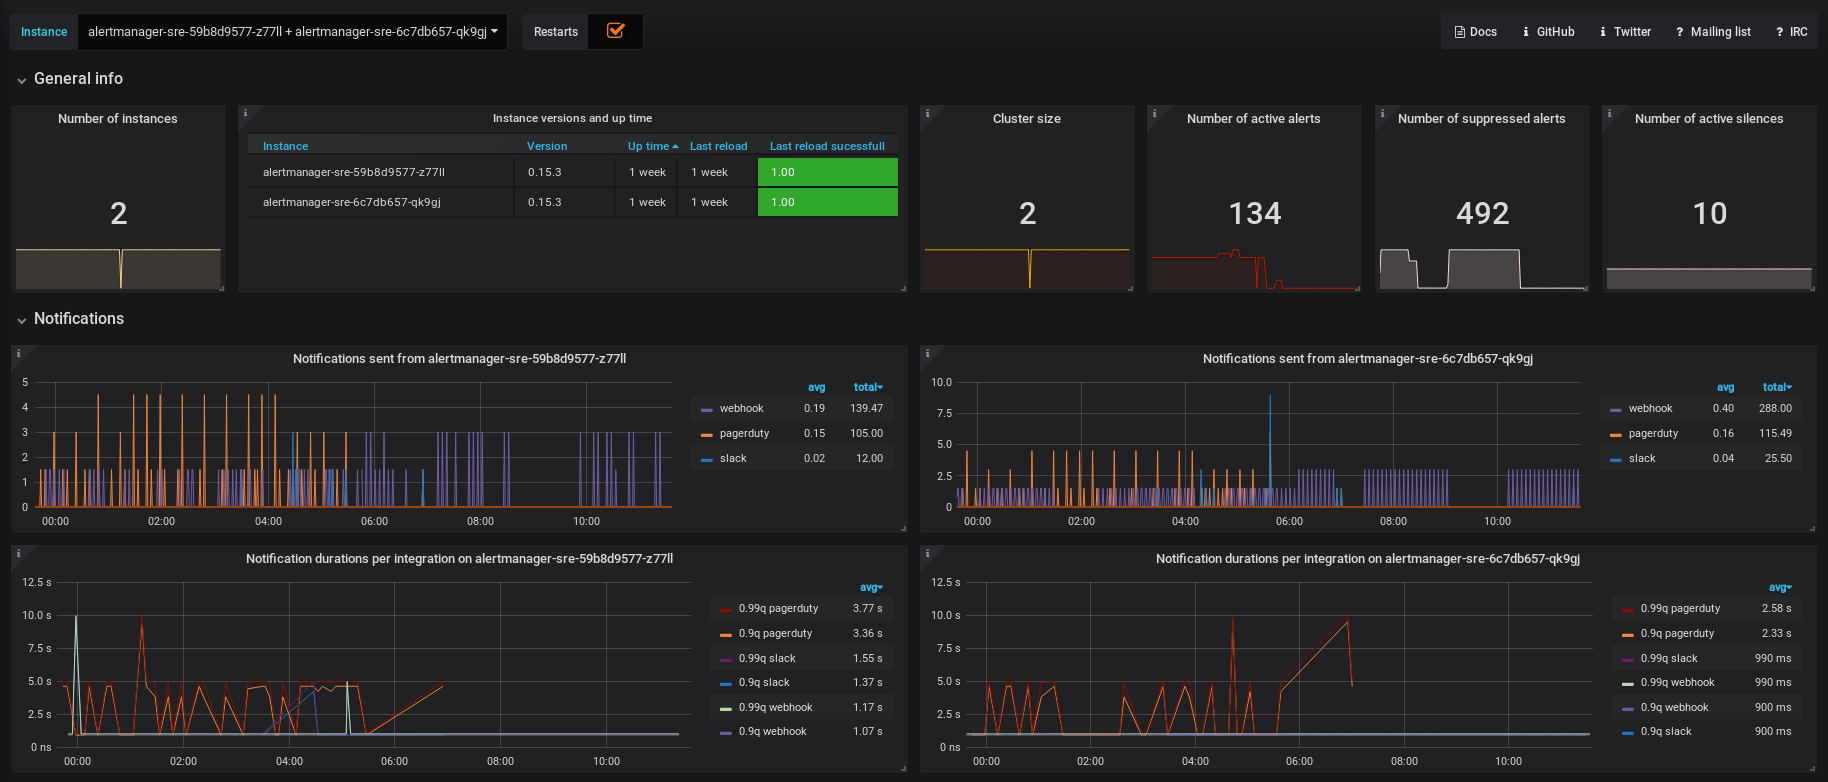 Instance alertmanager-sre-59b8d9577-z77ll + alertmanager-sre-6c7db657-qk9gj Restarts Docs GitHub Twitter Mailing list IRC
General info
Number of instances
2
Instance versions and up time
Instance Version Up time Last reload Last reload sucessfull
alertmanager-sre-59b8d9577-z77ll 0.15.3 1 week 1 week 1.00
alertmanager-sre-6c7db657-qk9gj 0.15.3 1 week 1 week 1.00
Cluster size
2
Number of active alerts
134
Number of suppressed alerts
492
Number of active silences
10
Notifications
Notifications sent from alertmanager-sre-59b8d9577-z77ll
5
4
3
2
1
0
00:00 02:00 04:00 06:00 08:00 10:00
avg total
webhook 0.19 139.47
pagerduty 0.15 105.00
slack 0.02 12.00
Notifications sent from alertmanager-sre-6c7db657-qk9gj
10.0
7.5
5.0
2.5
0
00:00 02:00 04:00 06:00 08:00 10:00
avg total
webhook 0.40 288.00
pagerduty 0.16 115.49
slack 0.04 25.50
Notification durations per integration on alertmanager-sre-59b8d9577-z77ll
12.5 s
10.0 s
7.5 s
5.0 s
2.5 s
0 ns
00:00 02:00 04:00 06:00 08:00 10:00
avg
0.99q pagerduty 3.77 s
0.9q pagerduty 3.36 s
0.99q slack 1.55 s
0.9q slack 1.37 s
0.99q webhook 1.17 s
0.9q webhook 1.07 s
Notification durations per integration on alertmanager-sre-6c7db657-qk9gj
12.5 s
10.0 s
7.5 s
5.0 s
2.5 s
0 ns
00:00 02:00 04:00 06:00 08:00 10:00
avg
0.99q pagerduty 2.58 s
0.9q pagerduty 2.33 s
0.99q slack 990 ms
0.99q webhook 990 ms
0.9q webhook 900 ms
0.9q slack 900 ms